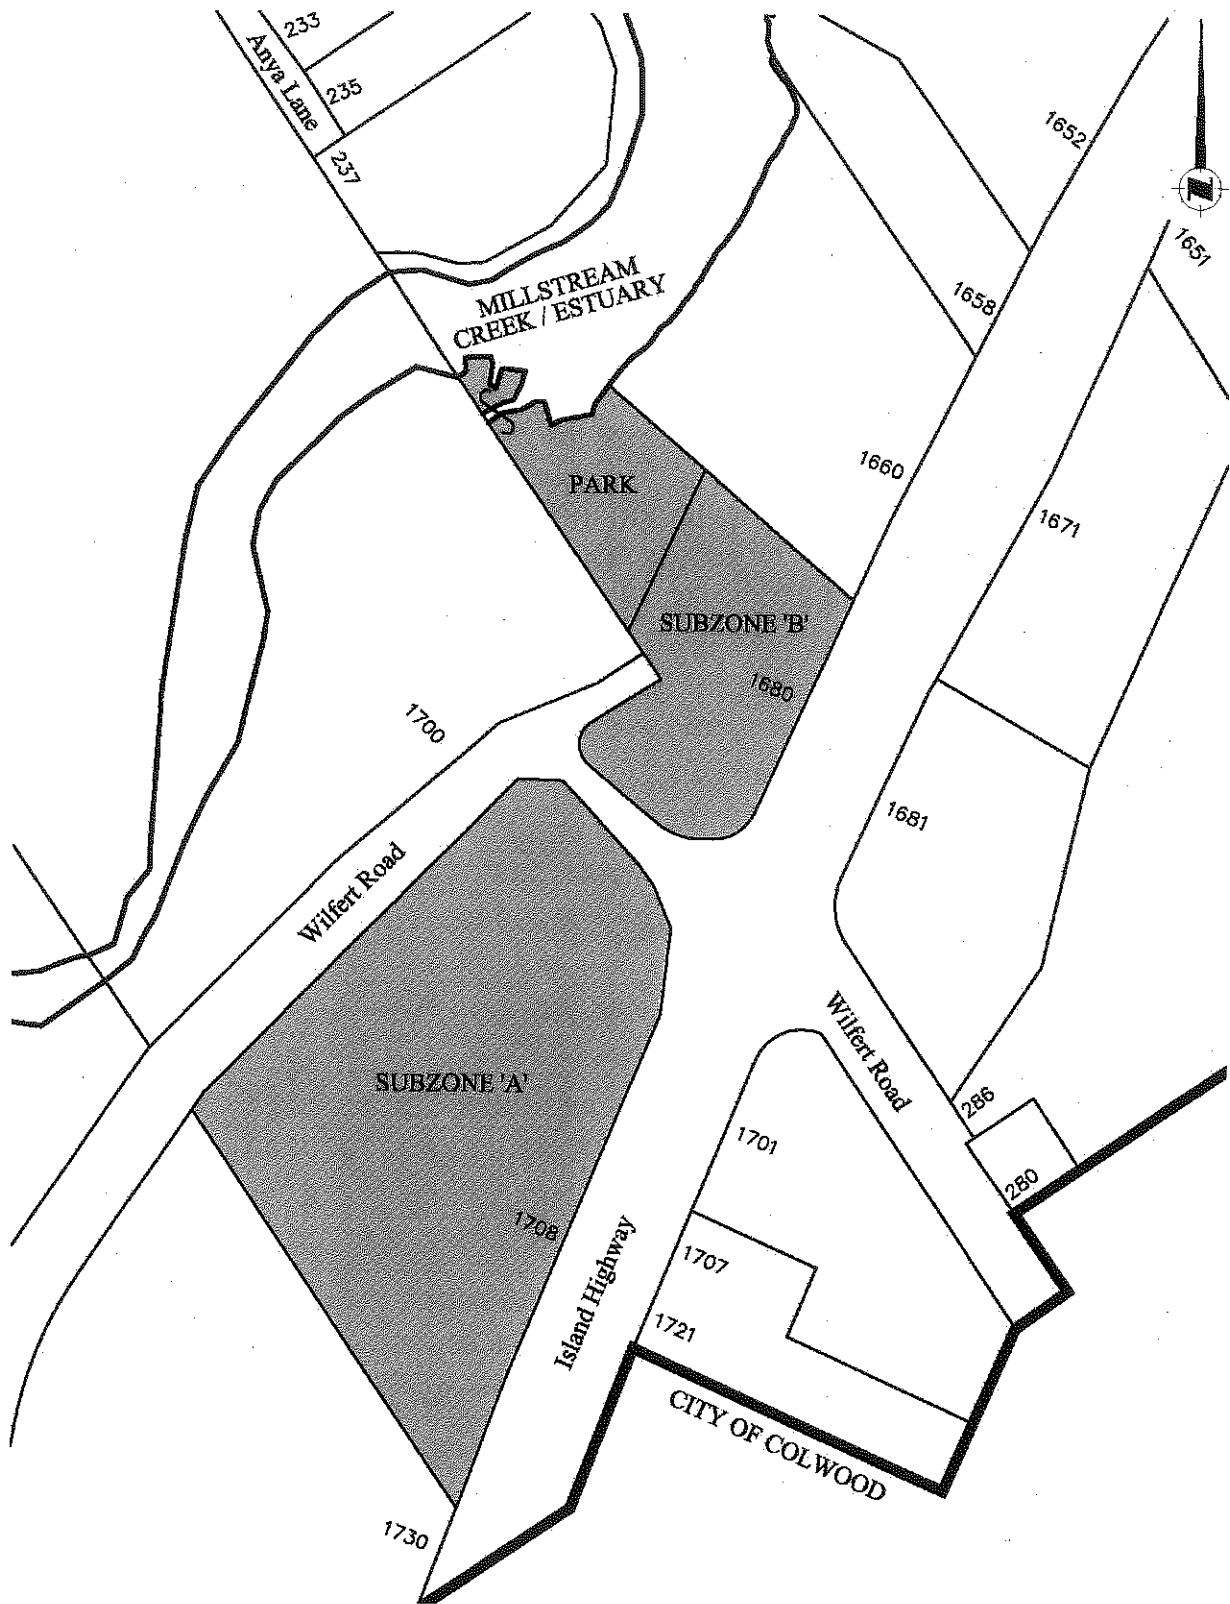 233
Anya Lane
235
237
1652
N
1651
MILLSTREAM
CREEK / ESTUARY
1658
1660
PARK
1671
SUBZONE 'B'
1680
1700
1681
Wilfert Road
Wilfert Road
SUBZONE 'A'
286
1701
280
1708
1707
Island Highway
1721
CITY OF COLWOOD
1730